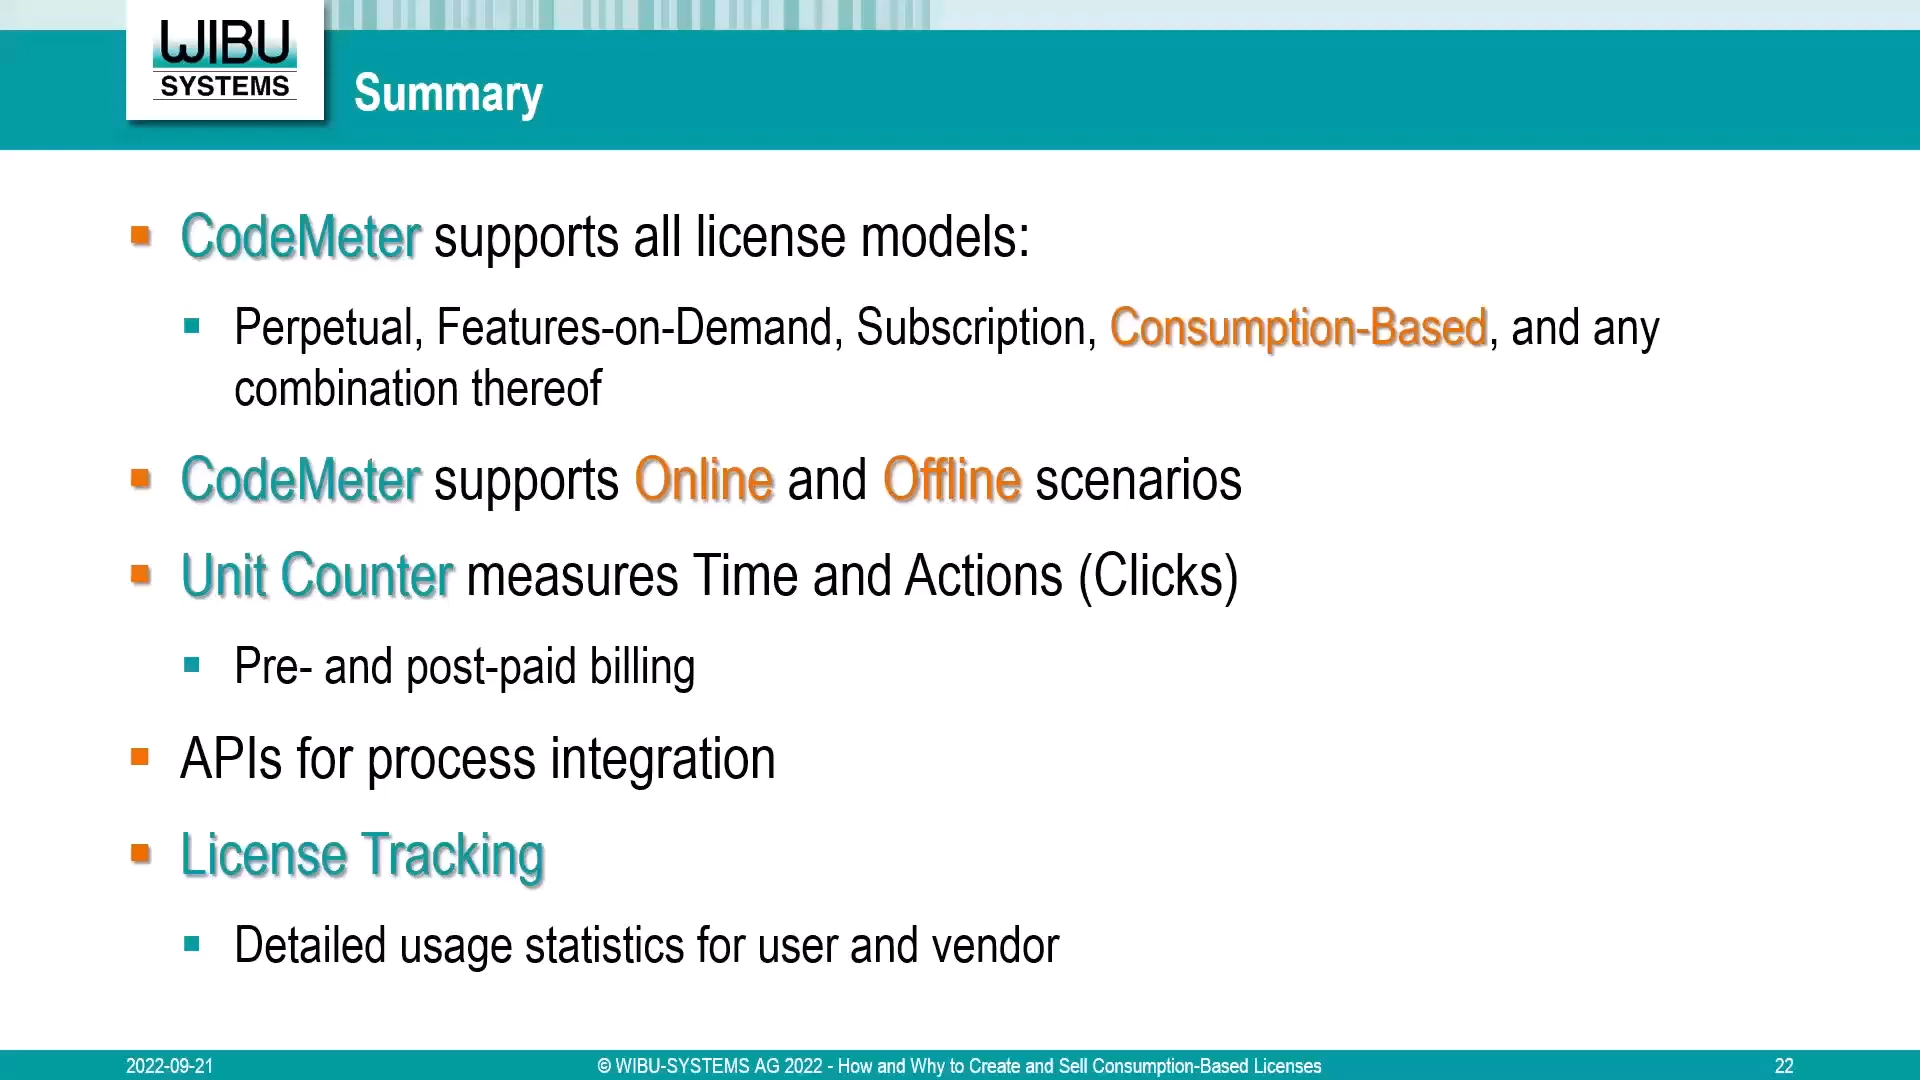 WIBU
SYSTEMS
Summary
CodeMeter supports all license models:
Perpetual, Features-on-Demand, Subscription, Consumption-Based, and any
combination thereof
CodeMeter supports Online and Offline scenarios
Unit Counter measures Time and Actions (Clicks)
Pre- and post-paid billing
APIs for process integration
License Tracking
Detailed usage statistics for user and vendor
2022-09-21
© WIBU-SYSTEMS AG 2022 - How and Why to Create and Sell Consumption-Based Licenses
22